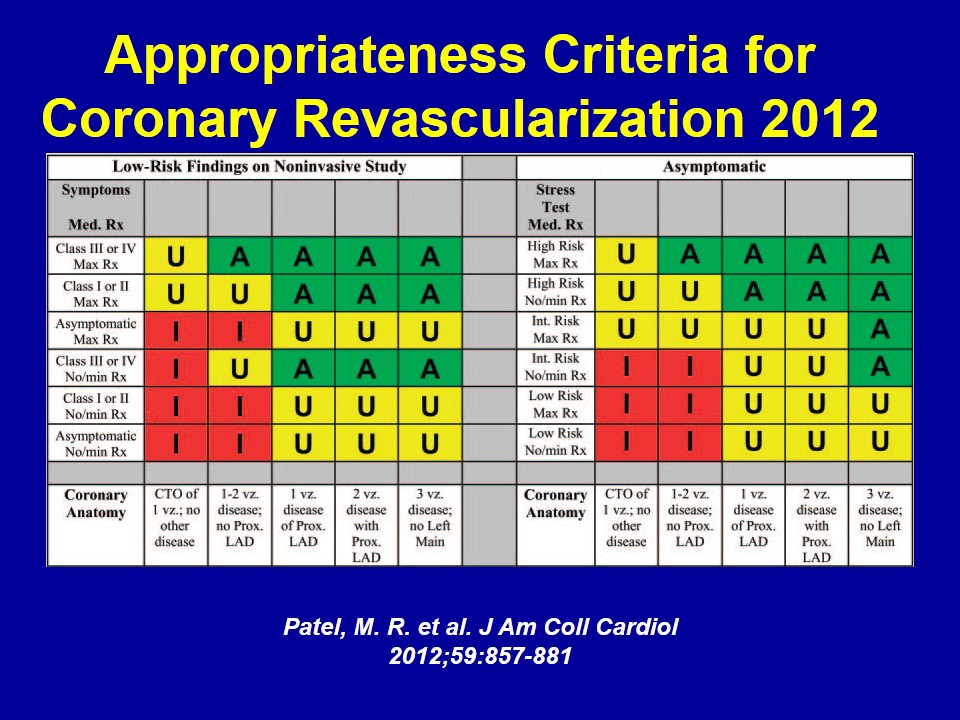 Appropriateness Criteria for
Coronary Revascularization 2012
Low-Risk Findings on Noninvasive Study
Asymptomatic
Symptoms
Med. Rx
Stress
Test
Med. Rx
Class III or IV
Max Rx
U A A A A
High Risk
Max Rx
U A A A A
Class I or II
Max Rx
U U A A A
High Risk
No/min Rx
U U A A A
Asymptomatic
Max Rx
I I U U U
Int. Risk
Max Rx
U U U U A
Class III or IV
No/min Rx
I U A A A
Int. Risk
No/min Rx
I I U U A
Class I or II
No/min Rx
I I U U U
Low Risk
Max Rx
I I U U U
Asymptomatic
No/min Rx
I I U U U
Low Risk
No/min Rx
I I U U U
Coronary
Anatomy
CTO of
1 vz.; no
other
disease
1-2 vz.
disease;
no Prox.
LAD
1 vz.
disease
of Prox.
LAD
2 vz.
disease
with
Prox.
LAD
3 vz.
disease;
no Left
Main
Coronary
Anatomy
CTO of
1 vz.; no
other
disease
1-2 vz.
disease;
no Prox.
LAD
1 vz.
disease
of Prox.
LAD
2 vz.
disease
with
Prox.
LAD
3 vz.
disease;
no Left
Main
Patel, M. R. et al. J Am Coll Cardiol
2012;59:857-881